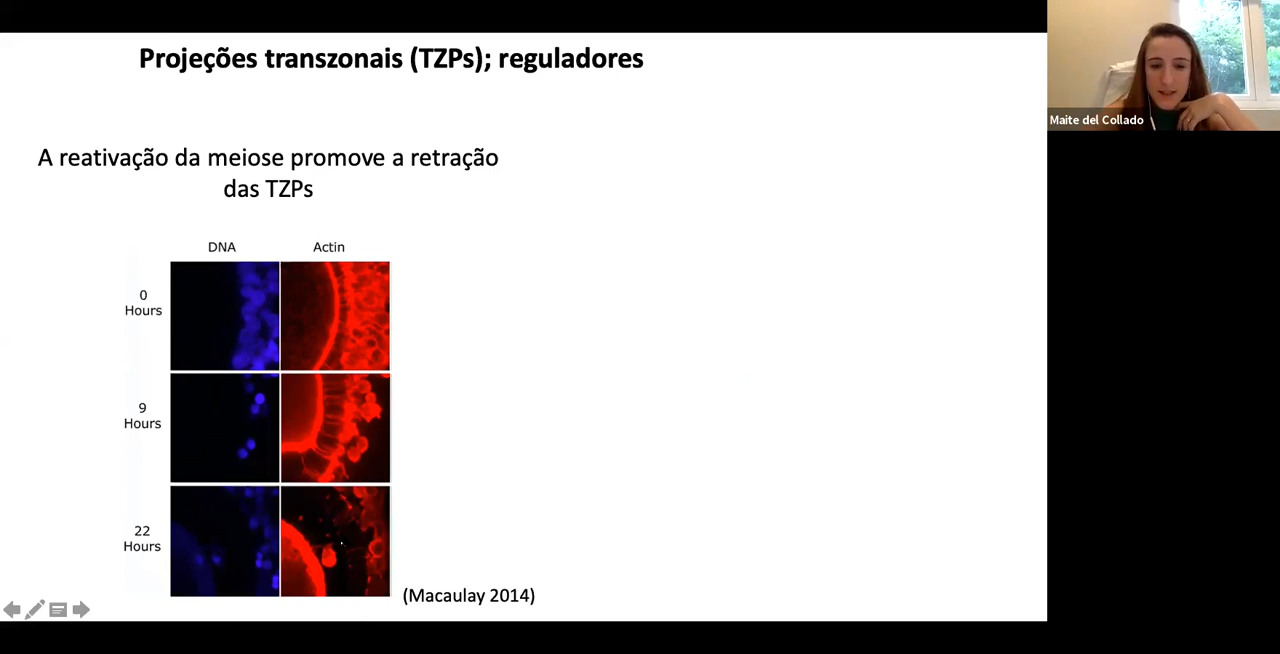 Projeções transzonais (TZPs); reguladores
Maite del Collado
A reativação da meiose promove a retração
das TZPs
DNA Actin
0
Hours
9
Hours
22
Hours
(Macaulay 2014)